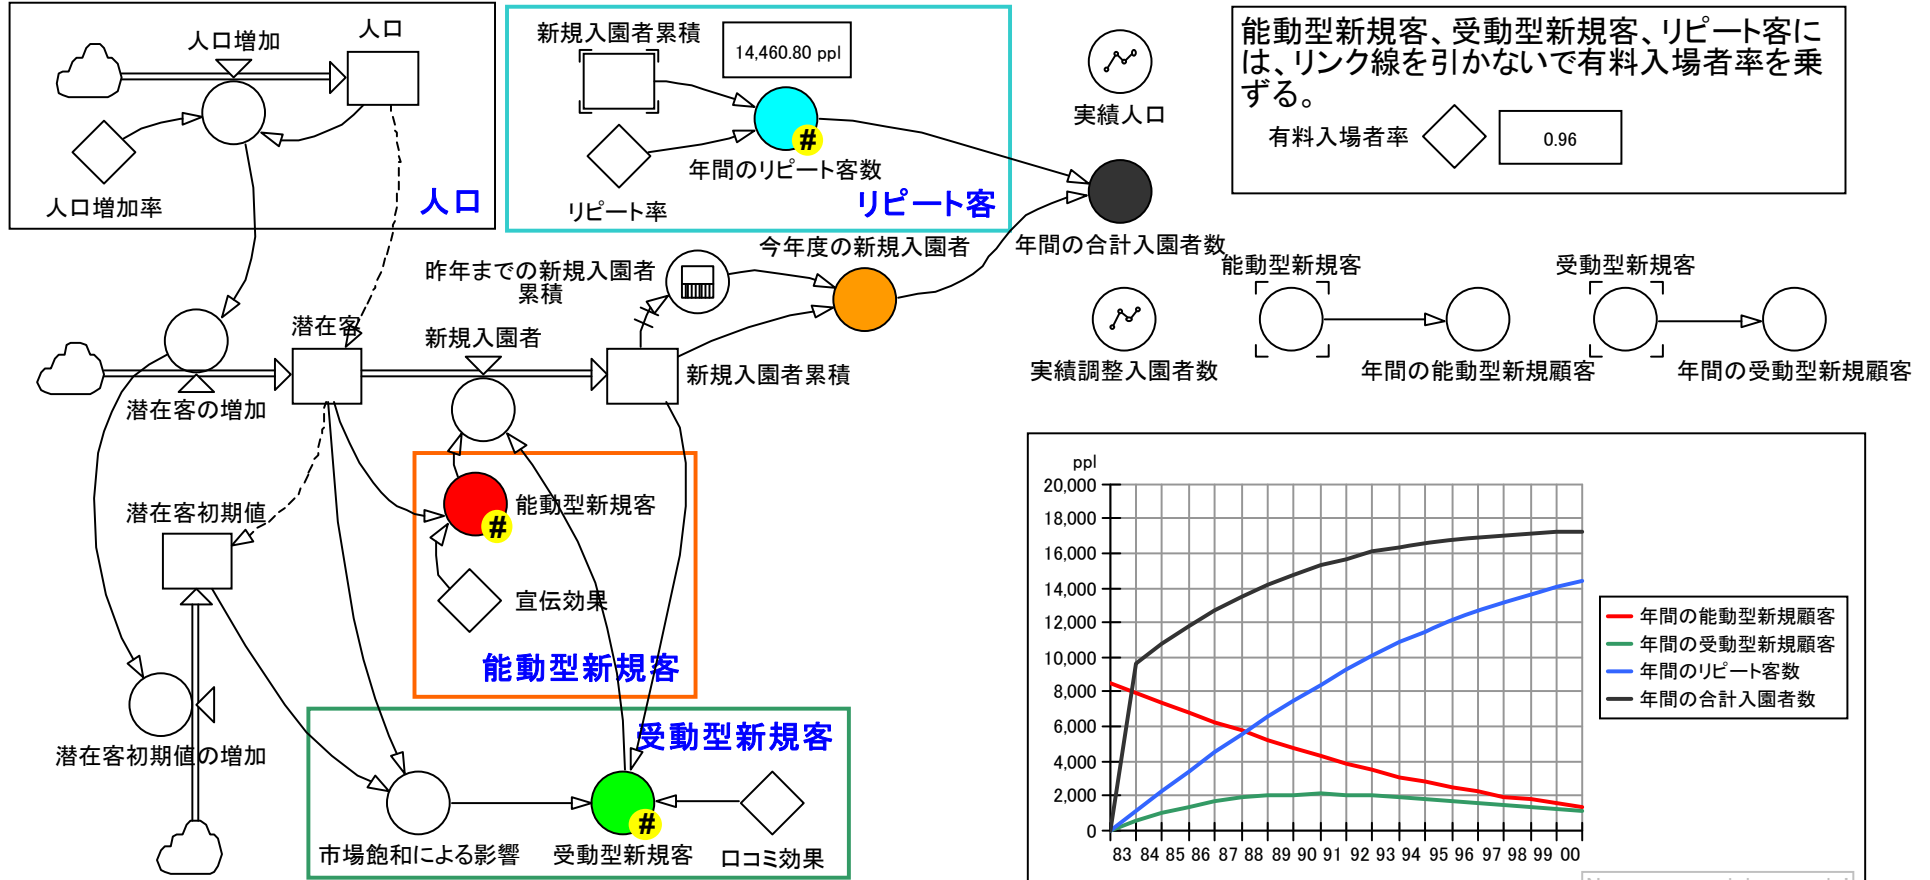 人口増加
人口
人口増加率
人口
新規入園者累積
14,460.80 ppl
年間のリピート客数
リピート率
リピート客
実績人口
能動型新規客、受動型新規客、リピート客に
は、リンク線を引かないで有料入場者率を乗
ずる。
有料入場者率
0.96
昨年までの新規入園者
累積
今年度の新規入園者
年間の合計入園者数
能動型新規客
受動型新規客
潜在客
新規入園者
新規入園者累積
実績調整入園者数
年間の能動型新規顧客
年間の受動型新規顧客
潜在客の増加
潜在客初期値
能動型新規客
#
宣伝効果
能動型新規客
潜在客初期値の増加
受動型新規客
#
市場飽和による影響
受動型新規客
口コミ効果
#
ppl
20,000
18,000
16,000
14,000
12,000
10,000
8,000
6,000
4,000
2,000
0
83 84 85 86 87 88 89 90 91 92 93 94 95 96 97 98 99 00
年間の能動型新規顧客
年間の受動型新規顧客
年間のリピート客数
年間の合計入園者数